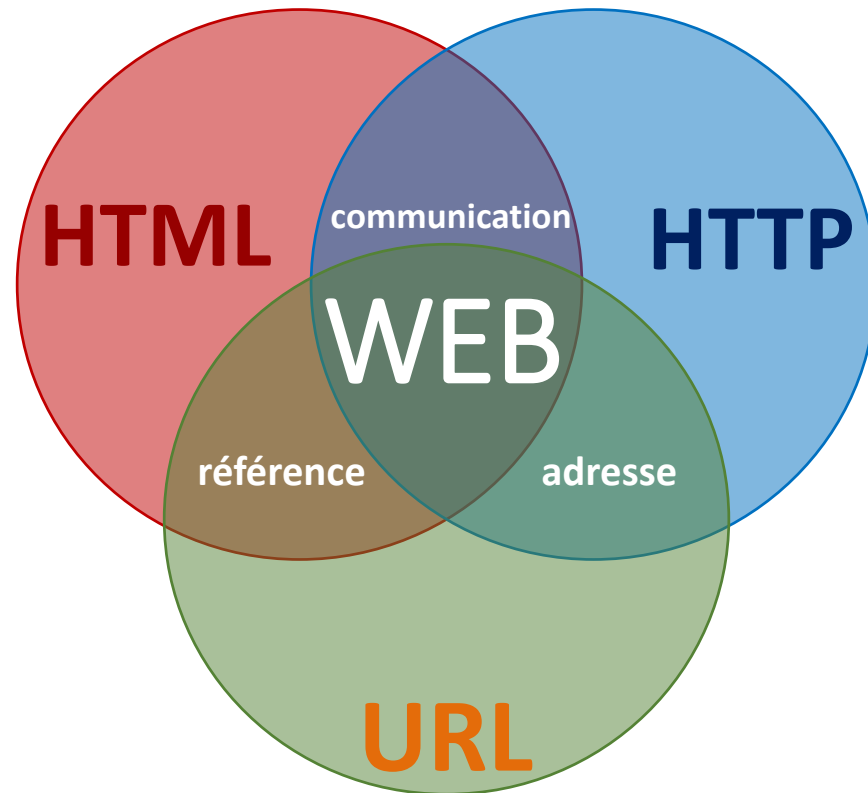 communication
HTML
HTTP
WEB
référence
adresse
URL